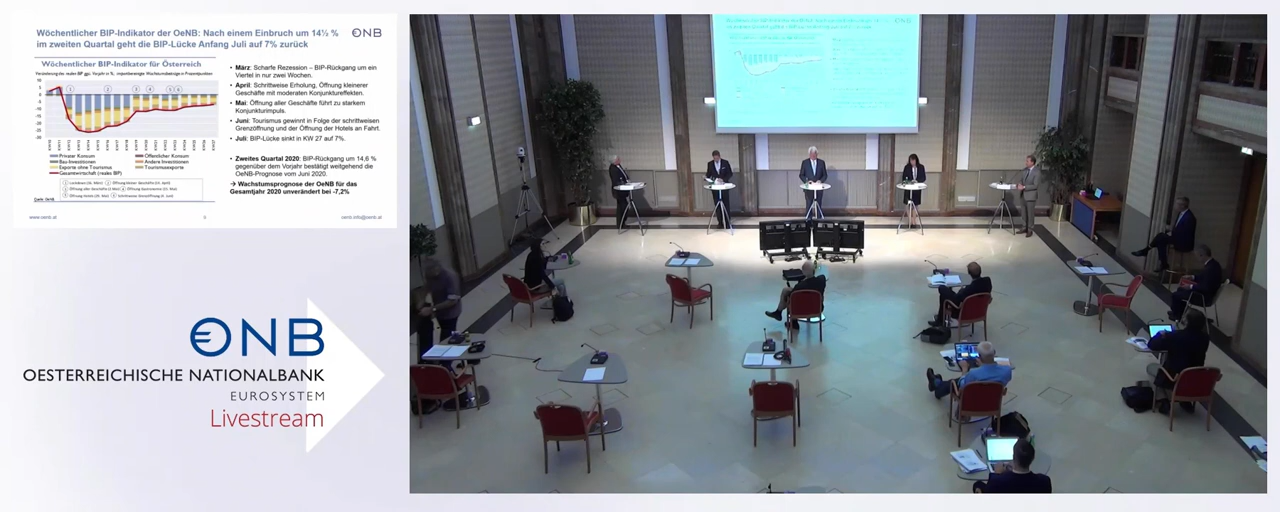 Wöchentlicher BIP-Indikator der OeNB: Nach einem Einbruch um 14½ %
im zweiten Quartal geht die BIP-Lücke Anfang Juli auf 7% zurück
ONB
Wöchentlicher BIP-Indikator für Österreich
• März: Scharfe Rezession – BIP-Rückgang um ein
Viertel in nur zwei Wochen.
• April: Schrittweise Erholung, Öffnung kleinerer
Geschäfte mit moderaten Konjunktureffekten.
• Mai: Öffnung aller Geschäfte führt zu starkem
Konjunkturimpuls.
• Juni: Tourismus gewinnt in Folge der schrittweisen
Grenzöffnung und der Öffnung der Hotels an Fahrt.
• Juli: BIP-Lücke sinkt in KW 27 auf 7%.
• Zweites Quartal 2020: BIP-Rückgang um 14,6 %
gegenüber dem Vorjahr bestätigt weitgehend die
OeNB-Prognose vom Juni 2020.
→ Wachstumsprognose der OeNB für das
Gesamtjahr 2020 unverändert bei -7,2%
Privater Konsum
Öffentlicher Konsum
Bau Investitionen
Andere Investitionen
Exporte ohne Tourismus
Tourismusexporte
Gesamtwirtschaft (reales BIP)
www.oenb.at
oenb.info@oenb.at
€ONB
OESTERREICHISCHE NATIONALBANK
EUROSYSTEM
Livestream